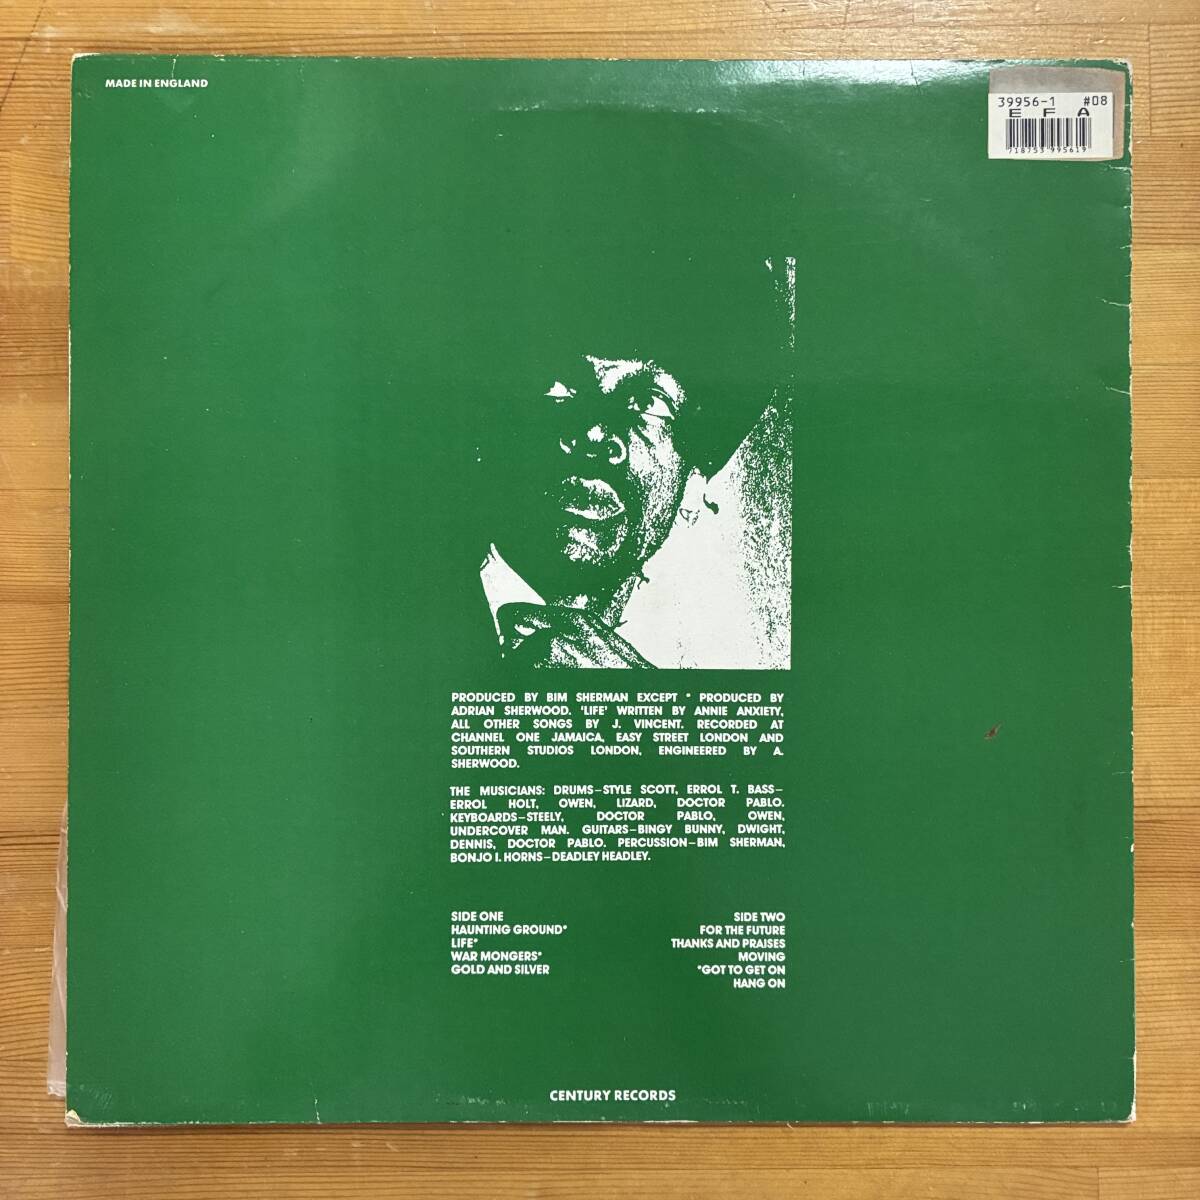 MADE IN ENGLAND
39956-1 #08
E F A
718753 995619
PRODUCED BY BIM SHERMAN EXCEPT * PRODUCED BY
ADRIAN SHERWOOD. 'LIFE' WRITTEN BY ANNIE ANXIETY,
ALL OTHER SONGS BY J. VINCENT. RECORDED AT
CHANNEL ONE JAMAICA, EASY STREET LONDON AND
SOUTHERN STUDIOS LONDON, ENGINEERED BY A.
SHERWOOD.
THE MUSICIANS: DRUMS–STYLE SCOTT, ERROL T. BASS–
ERROL HOLT, OWEN, LIZARD, DOCTOR PABLO.
KEYBOARDS–STEELY, DOCTOR PABLO, OWEN,
UNDERCOVER MAN. GUITARS–BINGY BUNNY, DWIGHT,
DENNIS, DOCTOR PABLO. PERCUSSION–BIM SHERMAN,
BONJO I. HORNS–DEADLEY HEADLEY.
SIDE ONE
HAUNTING GROUND*
LIFE*
WAR MONGERS*
GOLD AND SILVER
SIDE TWO
FOR THE FUTURE
THANKS AND PRAISES
MOVING
*GOT TO GET ON
HANG ON
CENTURY RECORDS